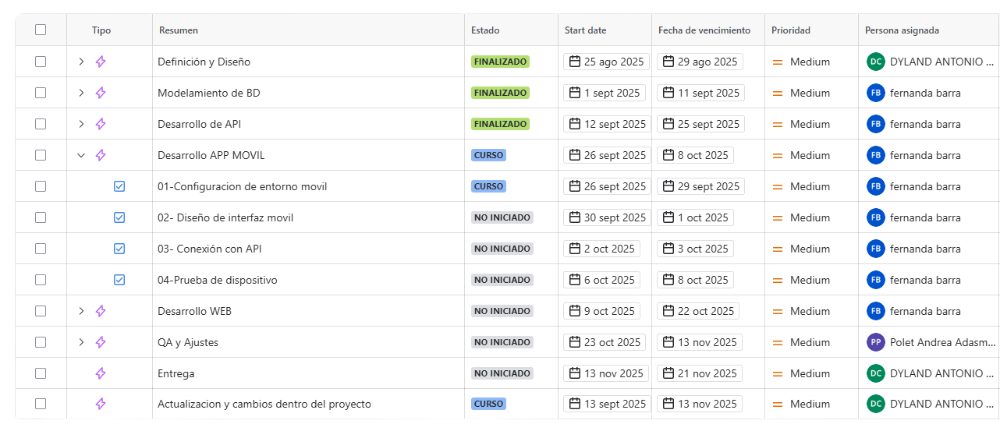 Tipo Resumen Estado Start date Fecha de vencimiento Prioridad Persona asignada
Definición y Diseño FINALIZADO 25 ago 2025 29 ago 2025 Medium DC DYLAND ANTONIO ...
Modelamiento de BD FINALIZADO 1 sept 2025 11 sept 2025 Medium FB fernanda barra
Desarrollo de API FINALIZADO 12 sept 2025 25 sept 2025 Medium FB fernanda barra
Desarrollo APP MOVIL CURSO 26 sept 2025 8 oct 2025 Medium FB fernanda barra
01-Configuracion de entorno movil CURSO 26 sept 2025 29 sept 2025 Medium FB fernanda barra
02- Diseño de interfaz movil NO INICIADO 30 sept 2025 1 oct 2025 Medium FB fernanda barra
03- Conexión con API NO INICIADO 2 oct 2025 3 oct 2025 Medium FB fernanda barra
04-Prueba de dispositivo NO INICIADO 6 oct 2025 8 oct 2025 Medium FB fernanda barra
Desarrollo WEB NO INICIADO 9 oct 2025 22 oct 2025 Medium FB fernanda barra
QA y Ajustes NO INICIADO 23 oct 2025 13 nov 2025 Medium PP Polet Andrea Adasm...
Entrega NO INICIADO 13 nov 2025 21 nov 2025 Medium DC DYLAND ANTONIO ...
Actualizacion y cambios dentro del proyecto CURSO 13 sept 2025 13 nov 2025 Medium DC DYLAND ANTONIO ...